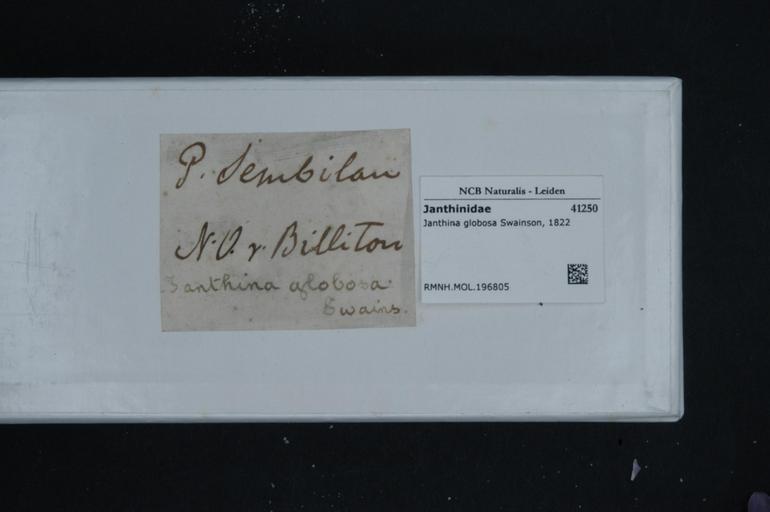 P. Sembilan
N.O. v. Billiton
Janthina globosa
Swains.
NCB Naturalis - Leiden
Janthinidae 41250
Janthina globosa Swainson, 1822
RMNH.MOL.196805